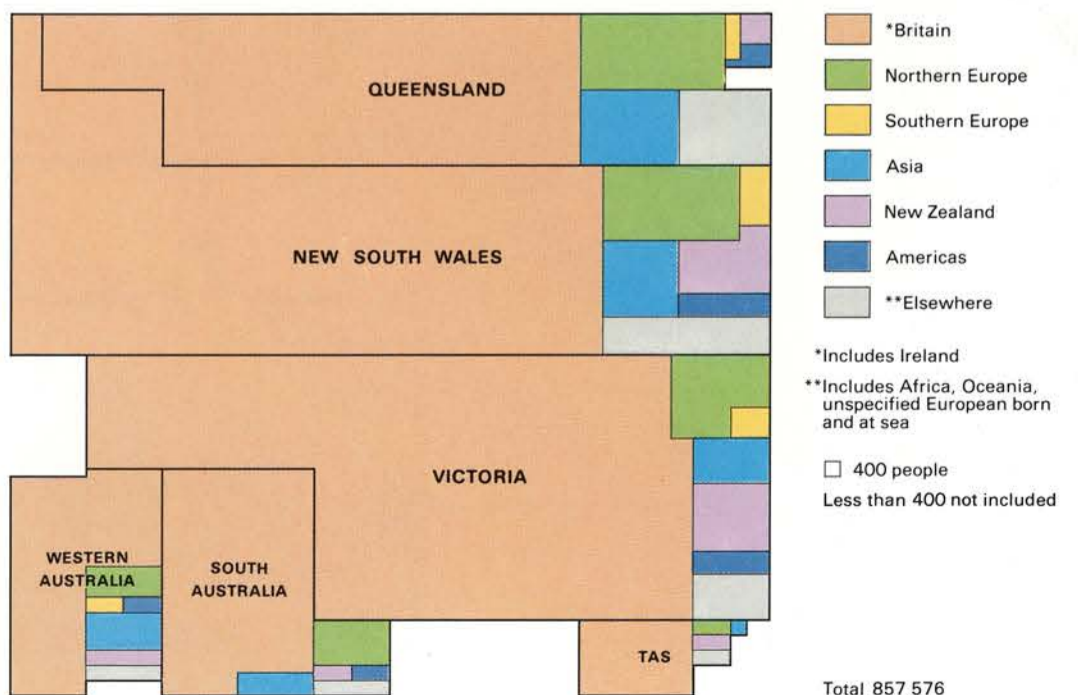 QUEENSLAND
NEW SOUTH WALES
VICTORIA
WESTERN
AUSTRALIA
SOUTH
AUSTRALIA
TAS
*Britain
Northern Europe
Southern Europe
Asia
New Zealand
Americas
**Elsewhere
*Includes Ireland
**Includes Africa, Oceania,
unspecified European born
and at sea
400 people
Less than 400 not included
Total 857 576